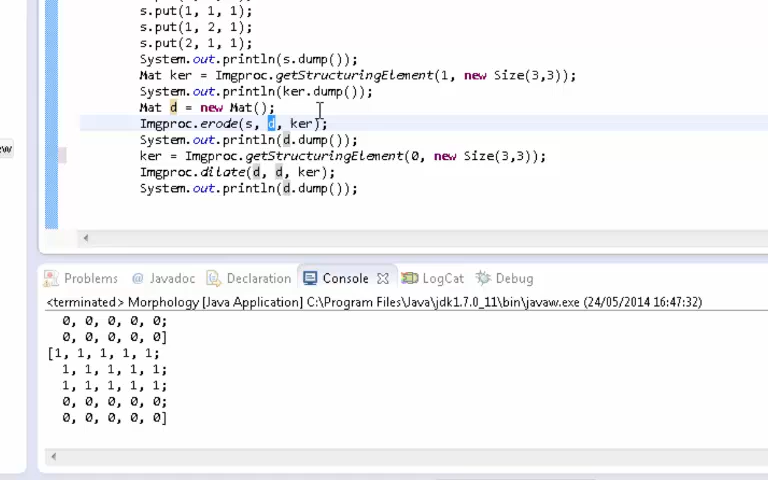 s.put(1, 1, 1);
s.put(1, 2, 1);
s.put(2, 1, 1);
System.out.println(s.dump());
Mat ker = Imgproc.getStructuringElement(1, new Size(3,3));
System.out.println(ker.dump());
Mat d = new Mat();
Imgproc.erode(s, d, ker);
System.out.println(d.dump());
ew
ker = Imgproc.getStructuringElement(0, new Size(3,3));
Imgproc.dilate(d, d, ker);
System.out.println(d.dump());
Problems @ Javadoc Declaration Console LogCat Debug
<terminated> Morphology [Java Application] C:\Program Files\Java\jdk1.7.0_11\bin\javaw.exe (24/05/2014 16:47:32)
0, 0, 0, 0, 0;
0, 0, 0, 0, 0]
[1, 1, 1, 1, 1;
1, 1, 1, 1, 1;
1, 1, 1, 1, 1;
0, 0, 0, 0, 0;
0, 0, 0, 0, 0]